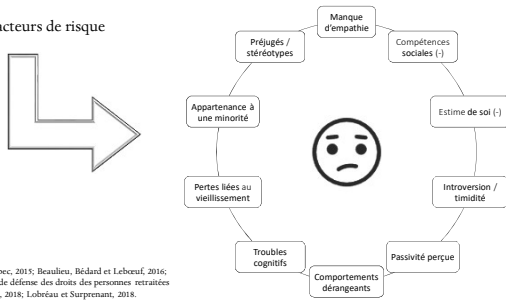 acteurs de risque
Manque
d'empathie
Préjugés /
stéréotypes
Compétences
sociales (-)
Appartenance à
une minorité
Estime de soi (-)
Pertes liées au
vieillissement
Introversion /
timidité
Troubles
cognitifs
Passivité perçue
Comportements
dérangeants
bec, 2015; Beaulieu, Bédard et Lebœuf, 2016;
de défense des droits des personnes retraitées
, 2018; Lobréau et Surprenant, 2018.